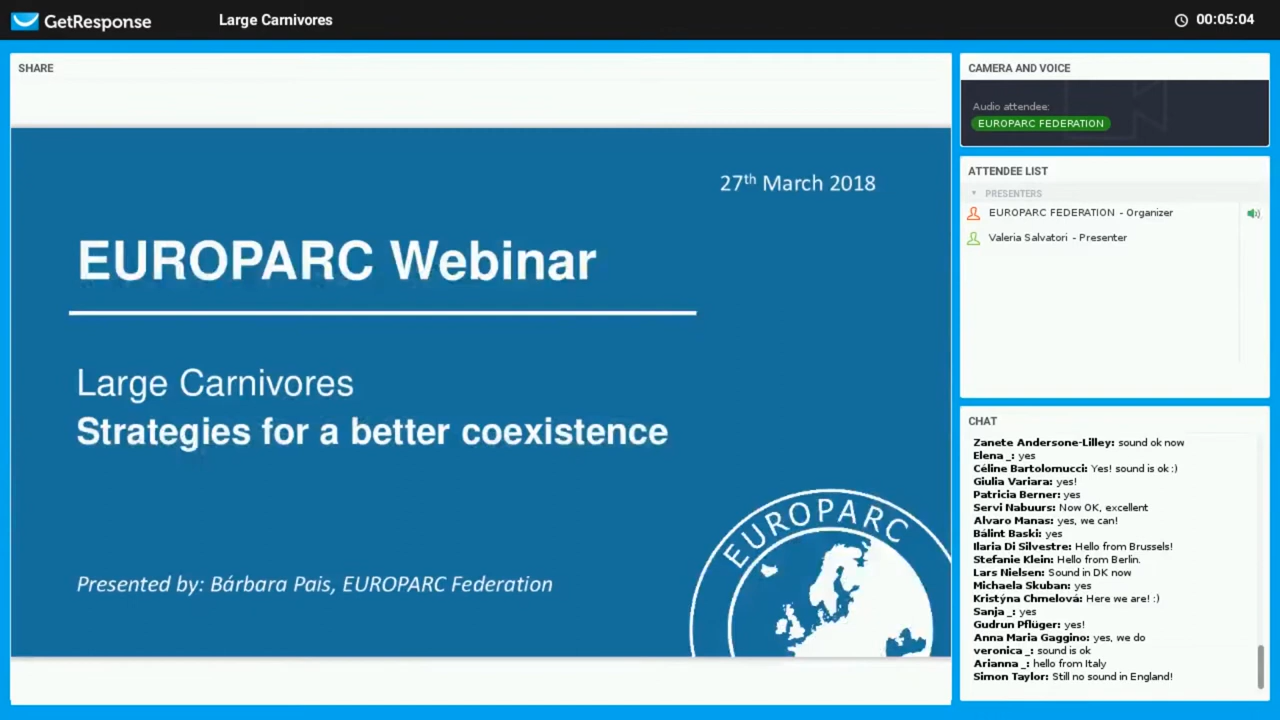 GetResponse
Large Carnivores
00:05:04
SHARE
27th March 2018
EUROPARC Webinar
Large Carnivores
Strategies for a better coexistence
Presented by: Bárbara Pais, EUROPARC Federation
EUROPARC
CAMERA AND VOICE
Audio attendee:
EUROPARC FEDERATION
ATTENDEE LIST
PRESENTERS
EUROPARC FEDERATION - Organizer
Valeria Salvatori - Presenter
CHAT
Zanete Andersone-Lilley: sound ok now
Elena _: yes
Céline Bartolomucci: Yes! sound is ok :)
Giulia Variara: yes!
Patricia Berner: yes
Servi Nabuurs: Now OK, excellent
Alvaro Manas: yes, we can!
Bálint Baski: yes
Ilaria Di Silvestre: Hello from Brussels!
Stefanie Klein: Hello from Berlin.
Lars Nielsen: Sound in DK now
Michaela Skuban: yes
Kristýna Chmelová: Here we are! :)
Sanja _: yes
Gudrun Pflüger: yes!
Anna Maria Gaggino: yes, we do
veronica _: sound is ok
Arianna _: hello from Italy
Simon Taylor: Still no sound in England!